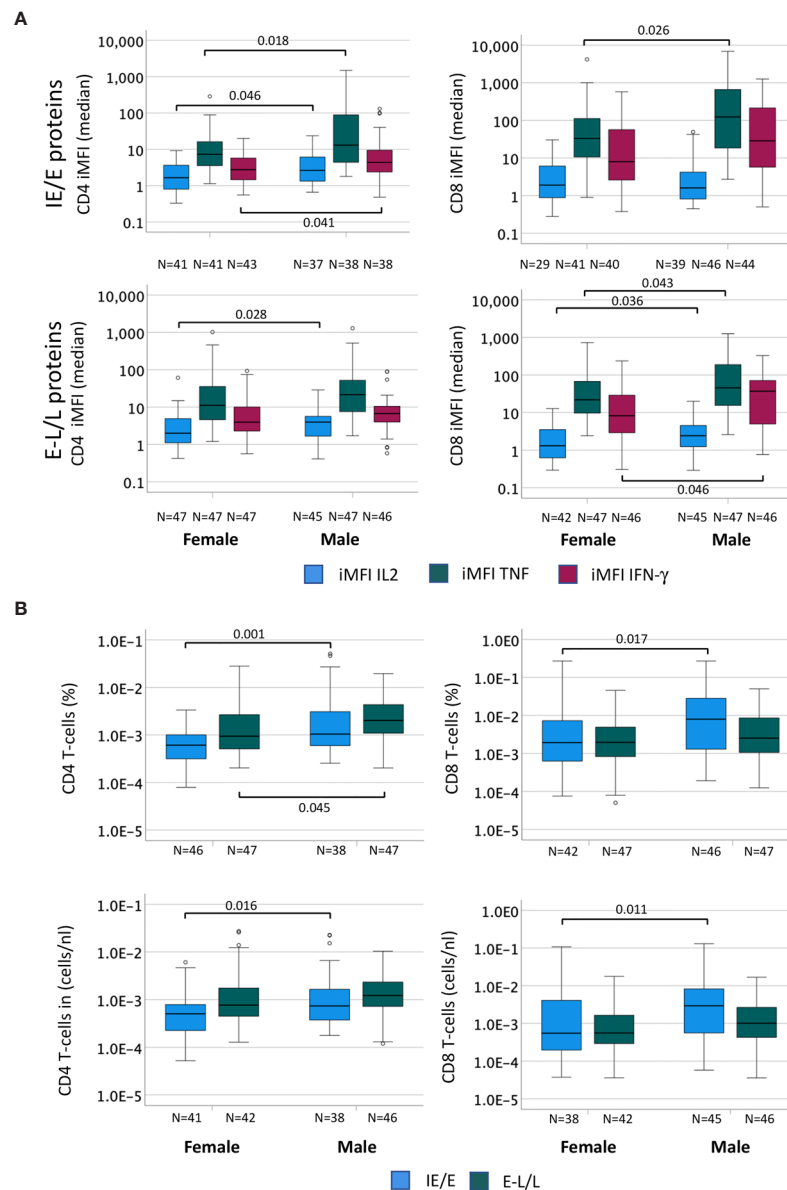 A
IE/E proteins
CD4 iMFI (median)
10,000
1,000
100
10
1
0.1
0.018
0.046
0.041
N=41 N=41 N=43 N=37 N=38 N=38
CD8 iMFI (median)
10,000
1,000
100
10
1
0.1
0.026
N=29 N=41 N=40 N=39 N=46 N=44
E-L/L proteins
CD4 iMFI (median)
10,000
1,000
100
10
1
0.1
0.028
N=47 N=47 N=47 N=45 N=47 N=46
Female Male
CD8 iMFI (median)
10,000
1,000
100
10
1
0.1
0.043
0.036
0.046
N=42 N=47 N=46 N=45 N=47 N=46
Female Male
iMFI IL2 iMFI TNF iMFI IFN-γ
B
CD4 T-cells (%)
1.0E-1
1.0E-2
1.0E-3
1.0E-4
1.0E-5
0.001
0.045
N=46 N=47 N=38 N=47
CD8 T-cells (%)
1.0E0
1.0E-1
1.0E-2
1.0E-3
1.0E-4
1.0E-5
0.017
N=42 N=47 N=46 N=47
CD4 T-cells in (cells/nl)
1.0E-1
1.0E-2
1.0E-3
1.0E-4
1.0E-5
0.016
N=41 N=42 N=38 N=46
Female Male
CD8 T-cells (cells/nl)
1.0E0
1.0E-1
1.0E-2
1.0E-3
1.0E-4
1.0E-5
0.011
N=38 N=42 N=45 N=46
Female Male
IE/E E-L/L